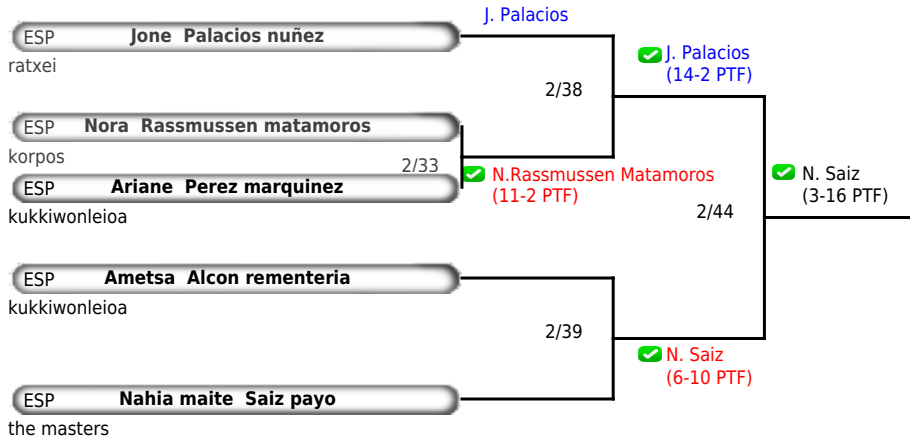 J. Palacios
ESP Jone Palacios nuñez
ratxei
J. Palacios
(14-2 PTF)
2/38
ESP Nora Rassmussen matamoros
korpos
2/33
N.Rassmussen Matamoros
(11-2 PTF)
ESP Ariane Perez marquinez
kukkiwonleioa
N. Saiz
(3-16 PTF)
2/44
ESP Ametsa Alcon rementeria
kukkiwonleioa
2/39
N. Saiz
(6-10 PTF)
ESP Nahia maite Saiz payo
the masters